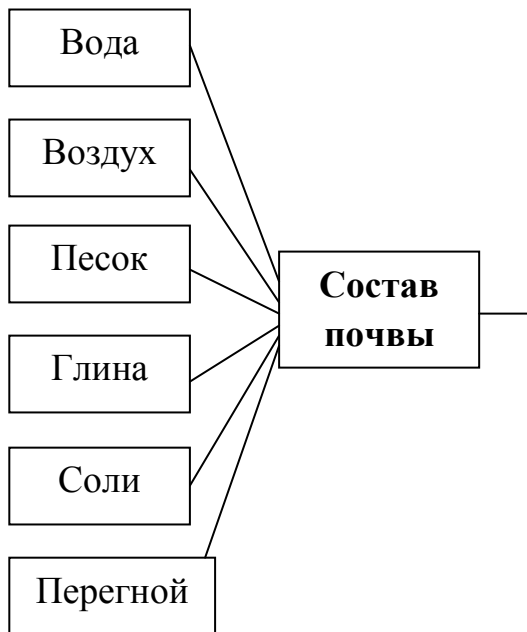 Вода
Воздух
Песок
Состав
почвы
Глина
Соли
Перегной